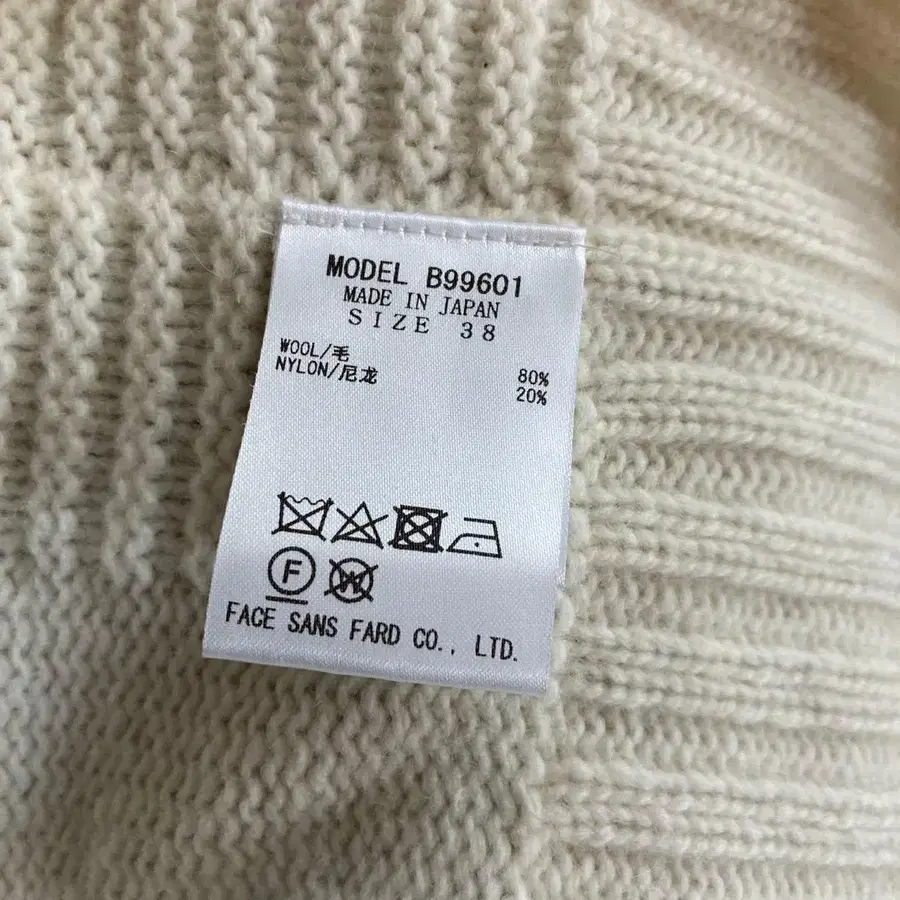 MODEL B99601
MADE IN JAPAN
SIZE 38
WOOL/毛 80%
NYLON/尼龙 20%
F W
FACE SANS FARD CO., LTD.